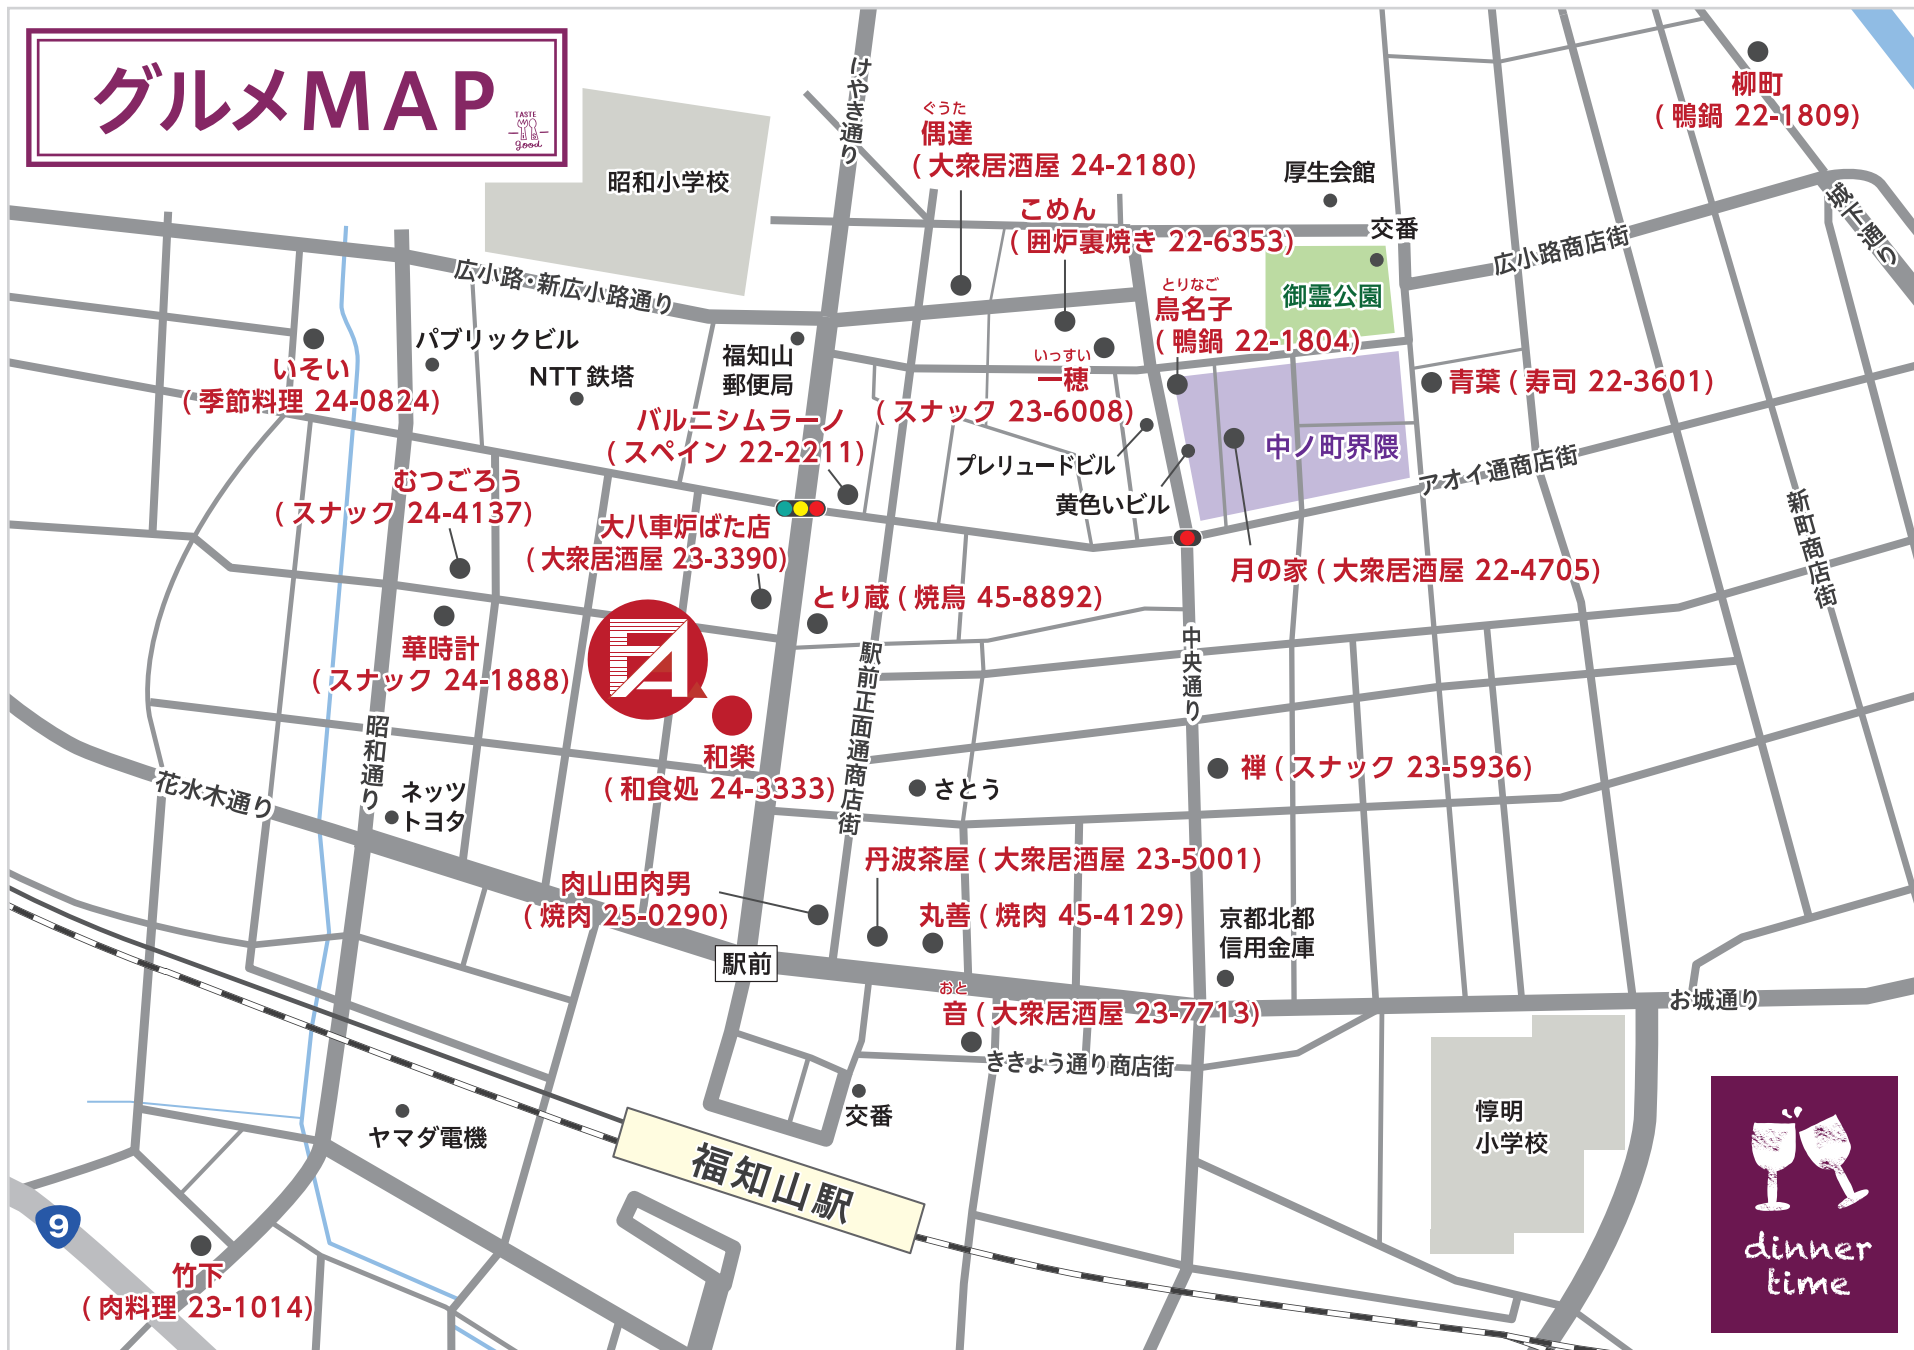 グルメMAP
TASTE
good
けやき通り
柳町
(鴨鍋 22-1809)
ぐうた
偶達
(大衆居酒屋 24-2180)
昭和小学校
厚生会館
こめん
(囲炉裏焼き 22-6353)
交番
城下通り
広小路商店街
広小路・新広小路通り
とりなご
鳥名子
(鴨鍋 22-1804)
御霊公園
パブリックビル
いそい
(季節料理 24-0824)
NTT鉄塔
福知山
郵便局
いっすい
一穂
(スナック 23-6008)
青葉(寿司 22-3601)
バルニシムラーノ
(スペイン 22-2211)
プレリュードビル
中ノ町界隈
アオイ通商店街
黄色いビル
むつごろう
(スナック 24-4137)
大八車炉ばた店
(大衆居酒屋 23-3390)
新町商店街
月の家(大衆居酒屋 22-4705)
とり蔵(焼鳥 45-8892)
華時計
(スナック 24-1888)
FA
駅前正面通商店街
中央通り
昭和通り
和楽
(和食処 24-3333)
禅(スナック 23-5936)
花水木通り
ネッツ
トヨタ
さとう
丹波茶屋(大衆居酒屋 23-5001)
肉山田肉男
(焼肉 25-0290)
丸善(焼肉 45-4129)
京都北都
信用金庫
駅前
おと
音(大衆居酒屋 23-7713)
お城通り
ききょう通り商店街
交番
ヤマダ電機
惇明
小学校
福知山駅
9
竹下
(肉料理 23-1014)
dinner
time